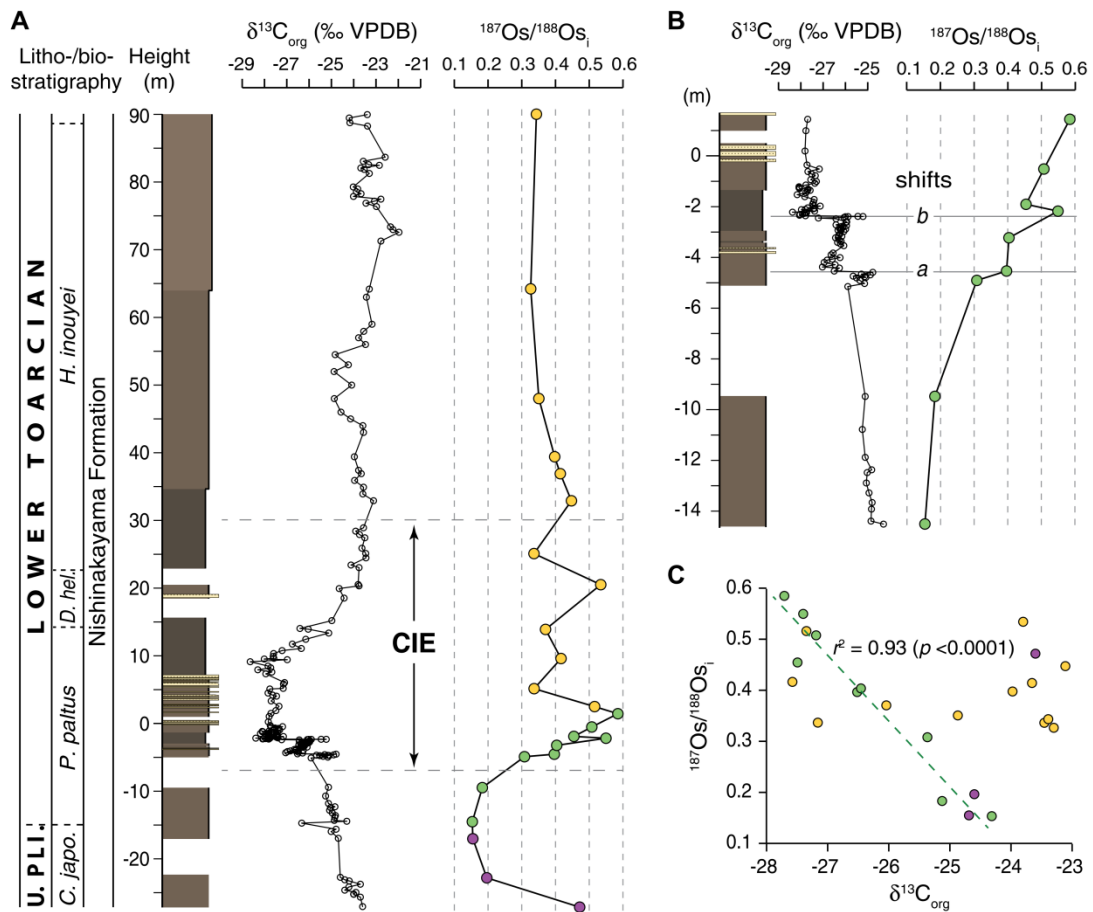 A
δ13Corg (‰ VPDB)
187Os/188Osi
Litho-/bio-
stratigraphy
Height
(m)
-29 -27 -25 -23 -21
0.1 0.2 0.3 0.4 0.5 0.6
LOWER TOARCIAN
U. PLI.
H. inouyei
D. hel.
P. paltus
C. japo.
Nishinakayama Formation
90
80
70
60
50
40
30
20
10
0
-10
-20
CIE
B
δ13Corg (‰ VPDB)
187Os/188Osi
-29 -27 -25
0.1 0.2 0.3 0.4 0.5 0.6
(m)
0
-2
-4
-6
-8
-10
-12
-14
shifts
b
a
C
187Os/188Osi
0.6
0.5
0.4
0.3
0.2
0.1
r2 = 0.93 (p <0.0001)
-28 -27 -26 -25 -24 -23
δ13Corg